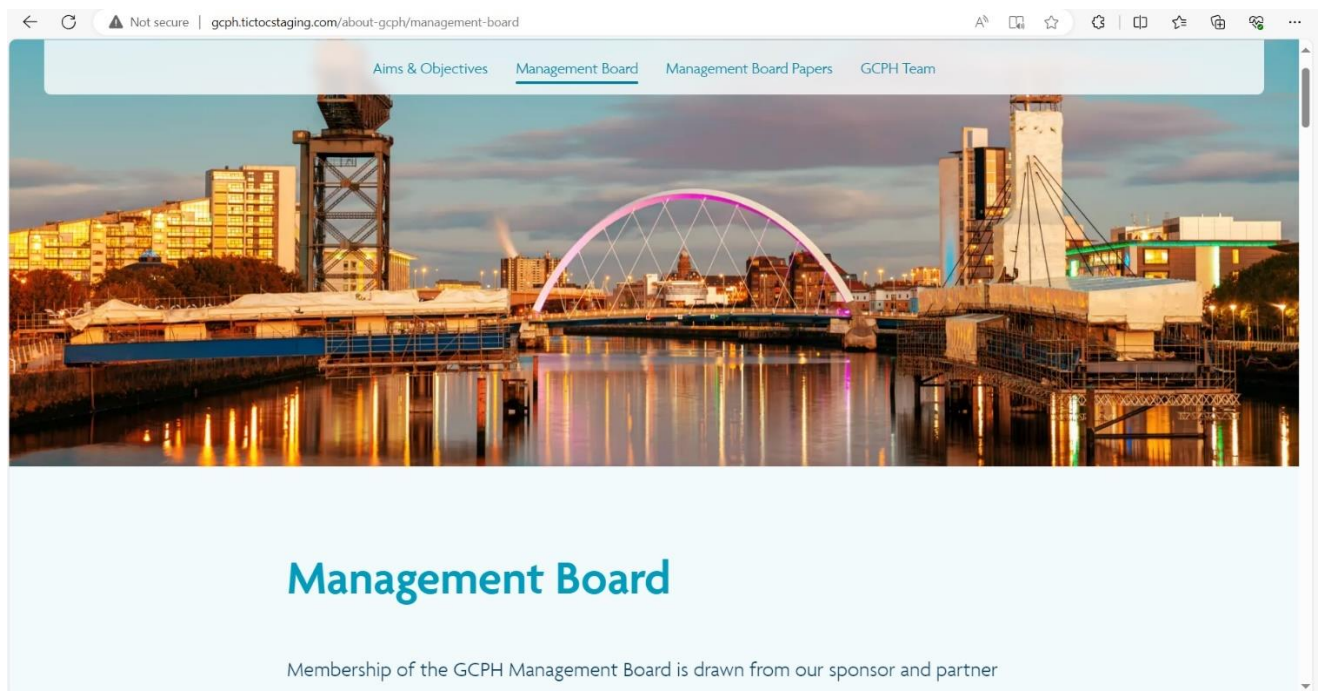 Not secure | gcph.tictocstaging.com/about-gcph/management-board
Aims & Objectives Management Board Management Board Papers GCPH Team
Management Board
Membership of the GCPH Management Board is drawn from our sponsor and partner